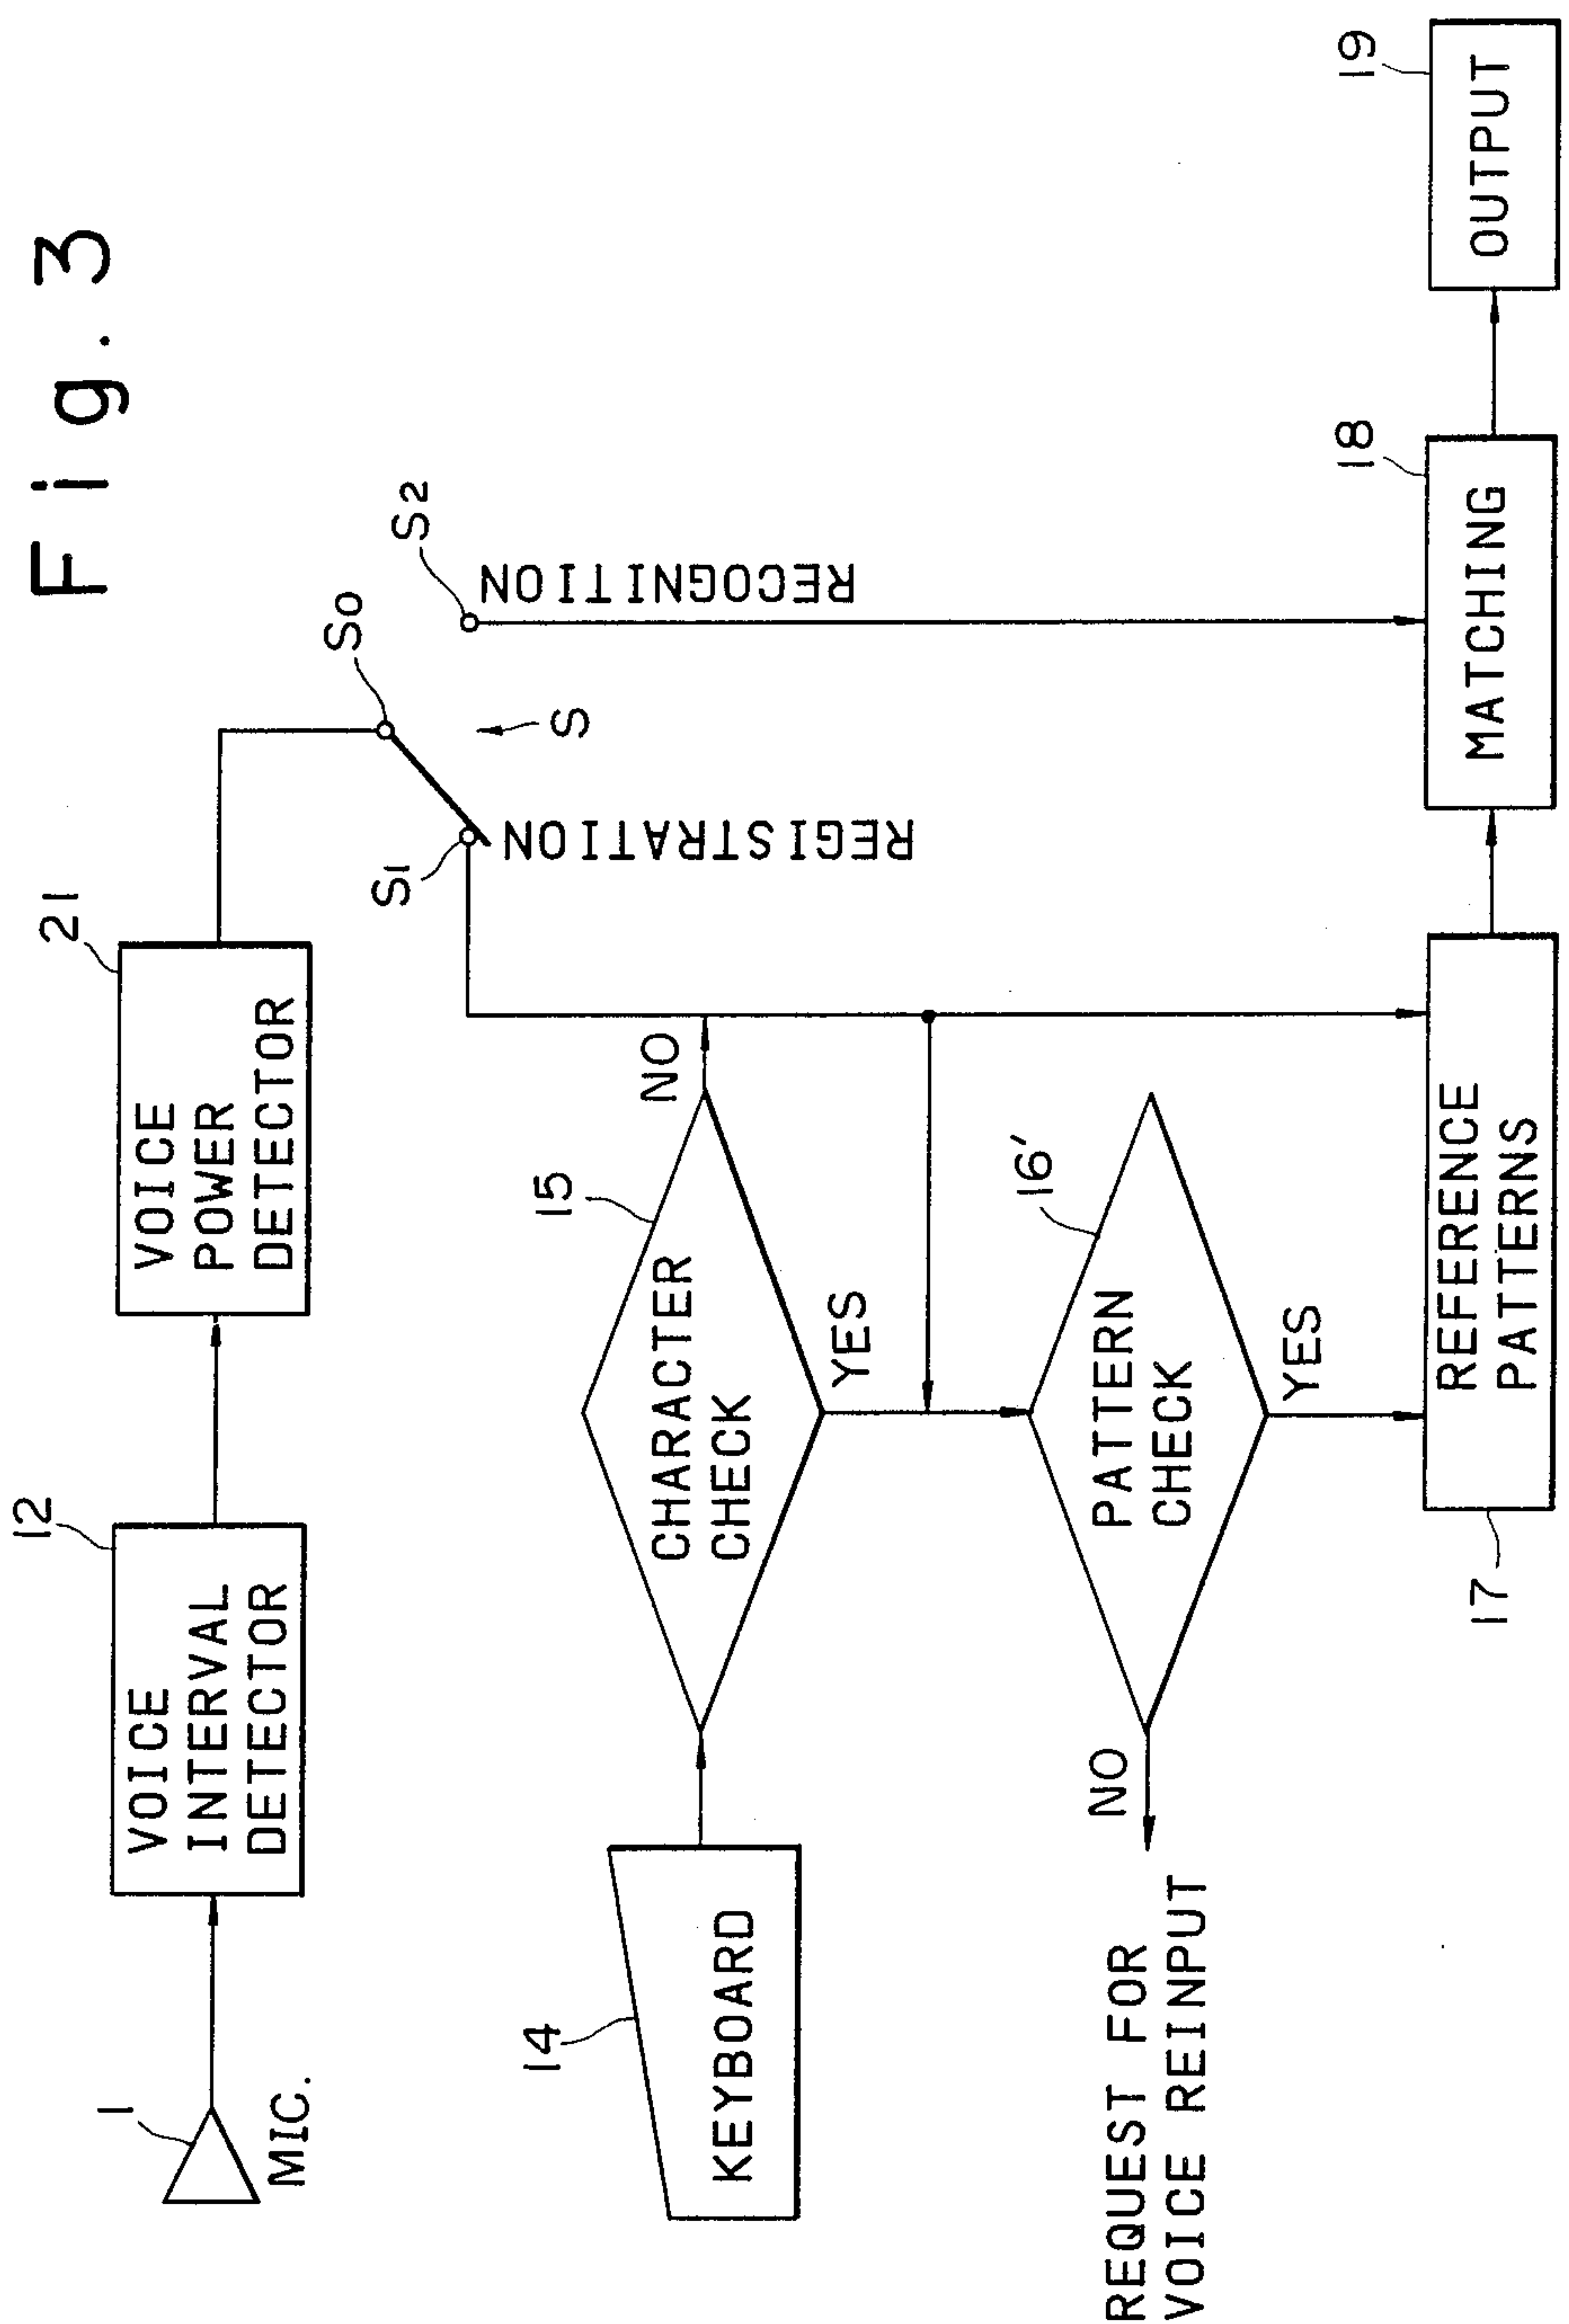 Fig. 3
1
MIC.
12
VOICE
INTERVAL
DETECTOR
21
VOICE
POWER
DETECTOR
S0
S1
S2
S
REGISTRATION
RECOGNITION
14
KEYBOARD
15
CHARACTER
CHECK
NO
YES
16'
PATTERN
CHECK
NO
YES
REQUEST FOR
VOICE REINPUT
17
REFERENCE
PATTERNS
18
MATCHING
19
OUTPUT